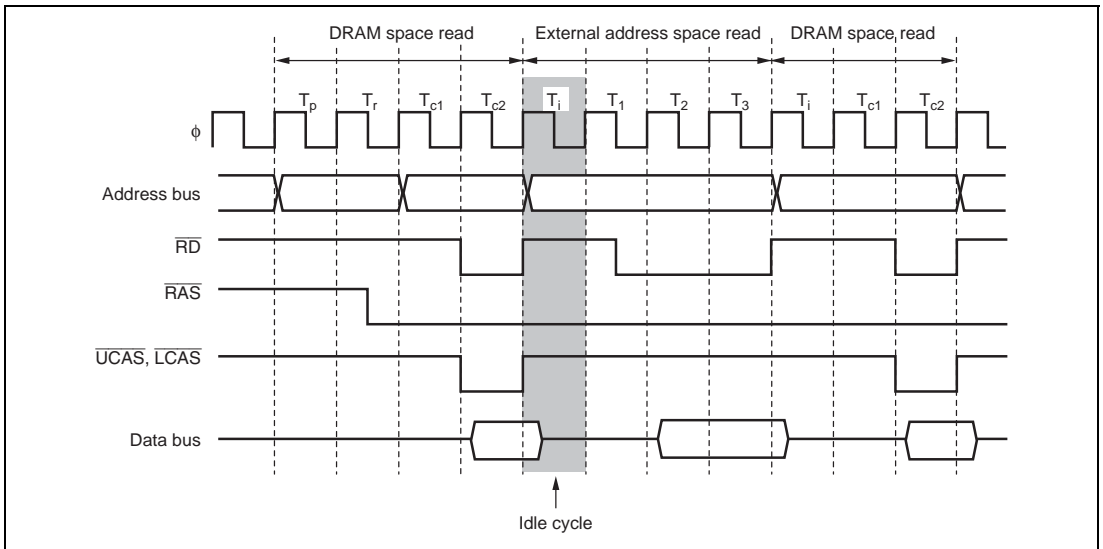 DRAM space read External address space read DRAM space read
Tp Tr Tc1 Tc2 Ti T1 T2 T3 Ti Tc1 Tc2
ϕ
Address bus
RD
RAS
UCAS, LCAS
Data bus
Idle cycle